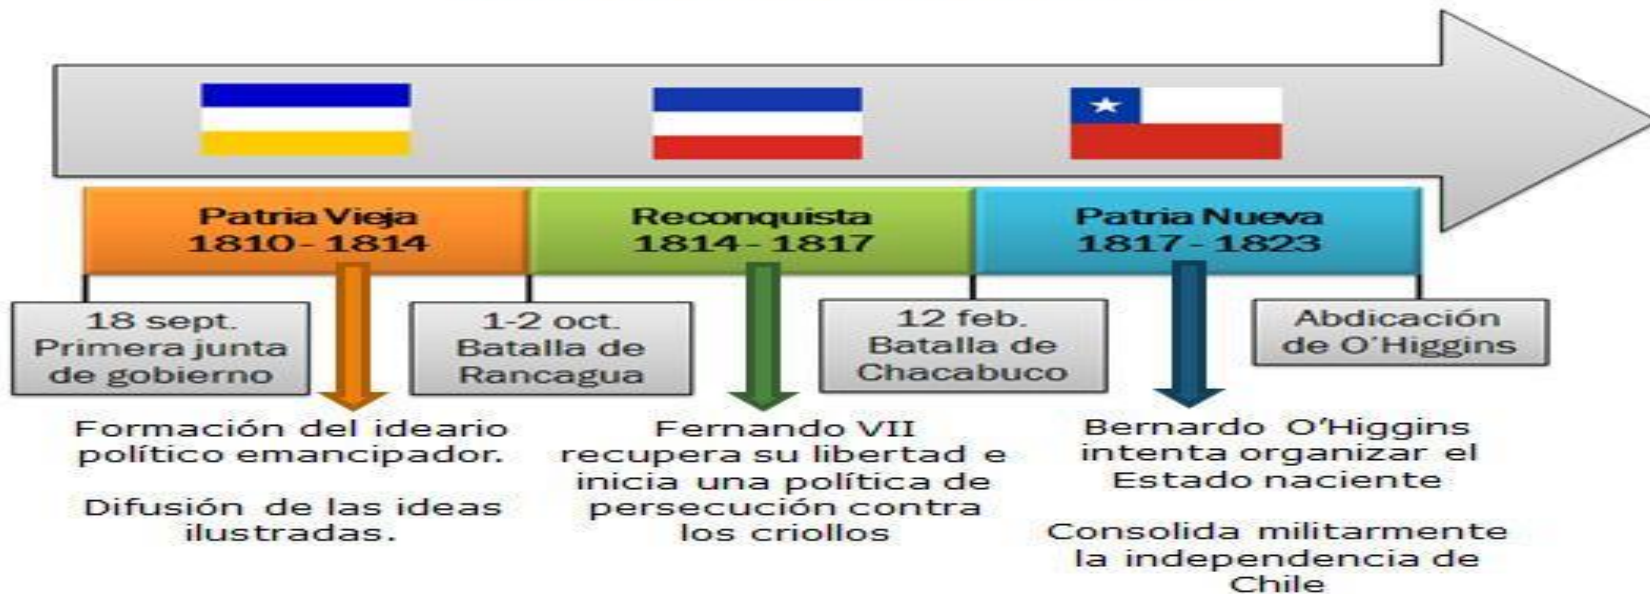 Patria Vieja
1810 - 1814
Reconquista
1814 - 1817
Patria Nueva
1817 - 1823
18 sept.
Primera junta
de gobierno
1-2 oct.
Batalla de
Rancagua
12 feb.
Batalla de
Chacabuco
Abdicación
de O´Higgins
Formación del ideario
político emancipador.
Difusión de las ideas
ilustradas.
Fernando VII
recupera su libertad e
inicia una política de
persecución contra
los criollos
Bernardo O’Higgins
intenta organizar el
Estado naciente
Consolida militarmente
la independencia de
Chile